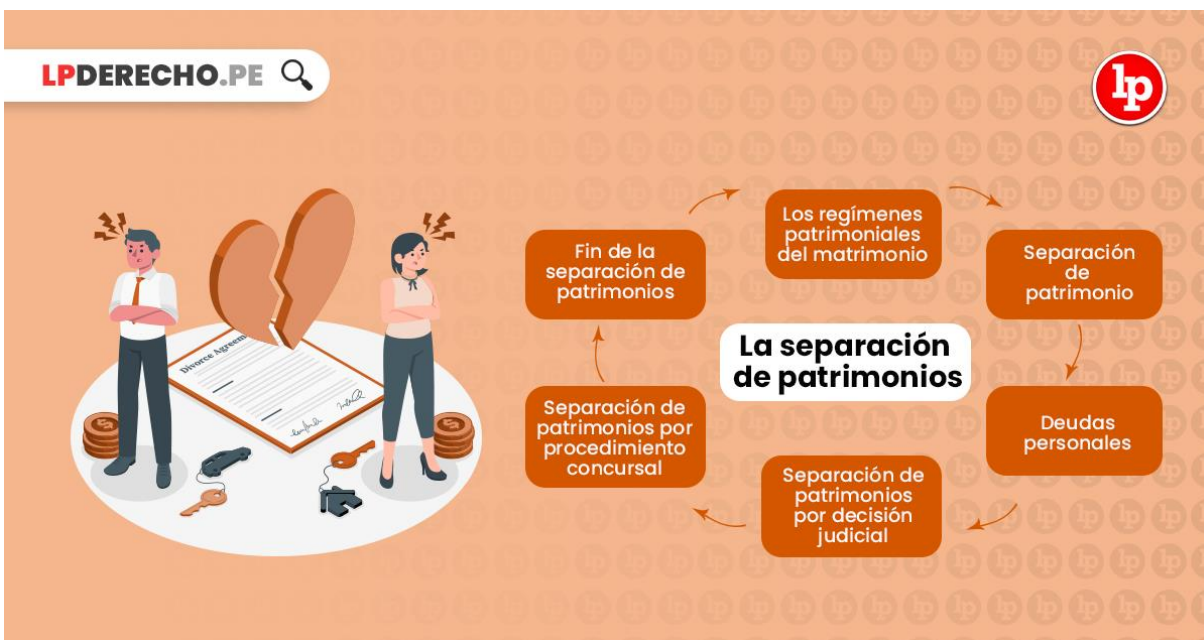 LPDERECHO.PE
lp
Los regímenes
patrimoniales
del matrimonio
Separación
de
patrimonio
Deudas
personales
Separación de
patrimonios
por decisión
judicial
Separación de
patrimonios por
procedimiento
concursal
Fin de la
separación de
patrimonios
La separación
de patrimonios
Divorce Agreem